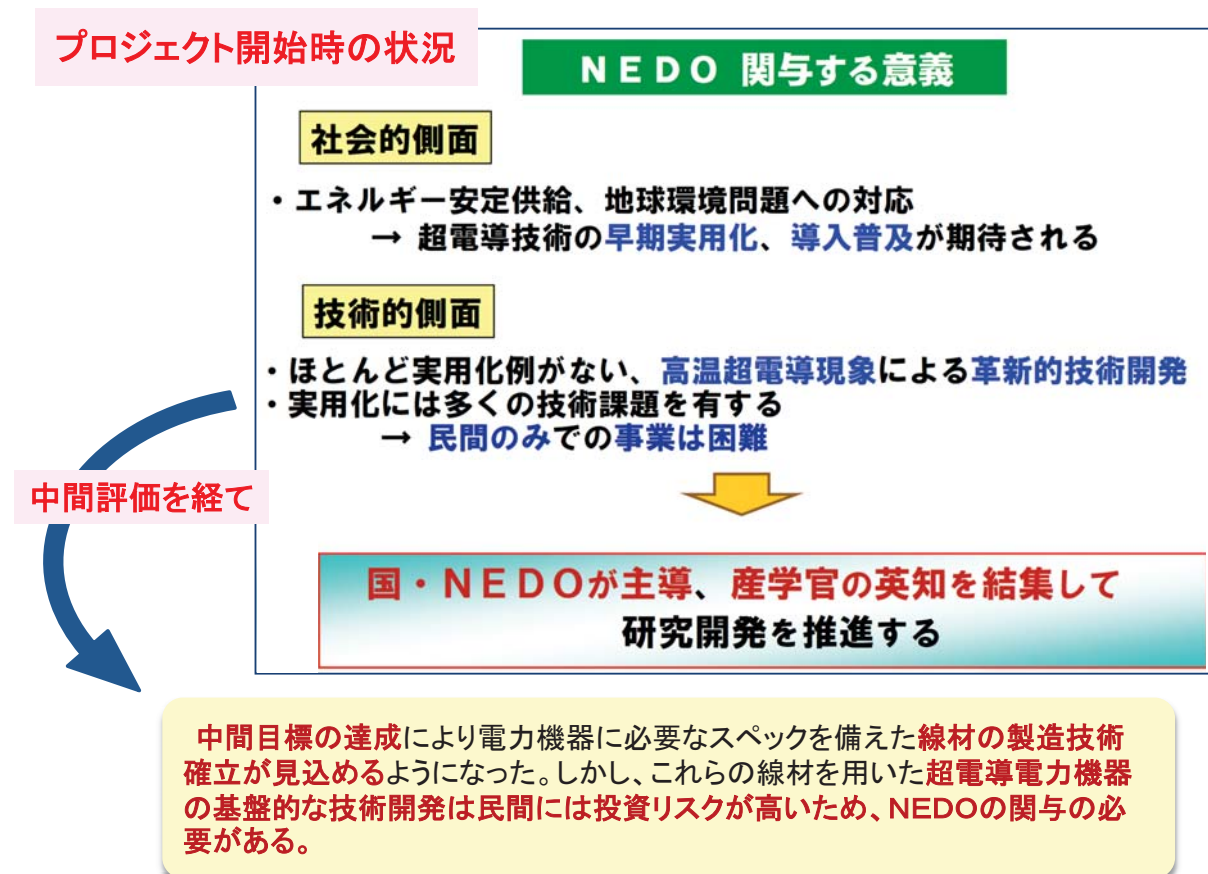 プロジェクト開始時の状況
NEDO 関与する意義
社会的側面
・エネルギー安定供給、地球環境問題への対応
→ 超電導技術の早期実用化、導入普及が期待される
技術的側面
・ほとんど実用化例がない、高温超電導現象による革新的技術開発
・実用化には多くの技術課題を有する
→ 民間のみでの事業は困難
中間評価を経て
国・NEDOが主導、産学官の英知を結集して
研究開発を推進する
中間目標の達成により電力機器に必要なスペックを備えた線材の製造技術
確立が見込めるようになった。しかし、これらの線材を用いた超電導電力機器
の基盤的な技術開発は民間には投資リスクが高いため、NEDOの関与の必
要がある。